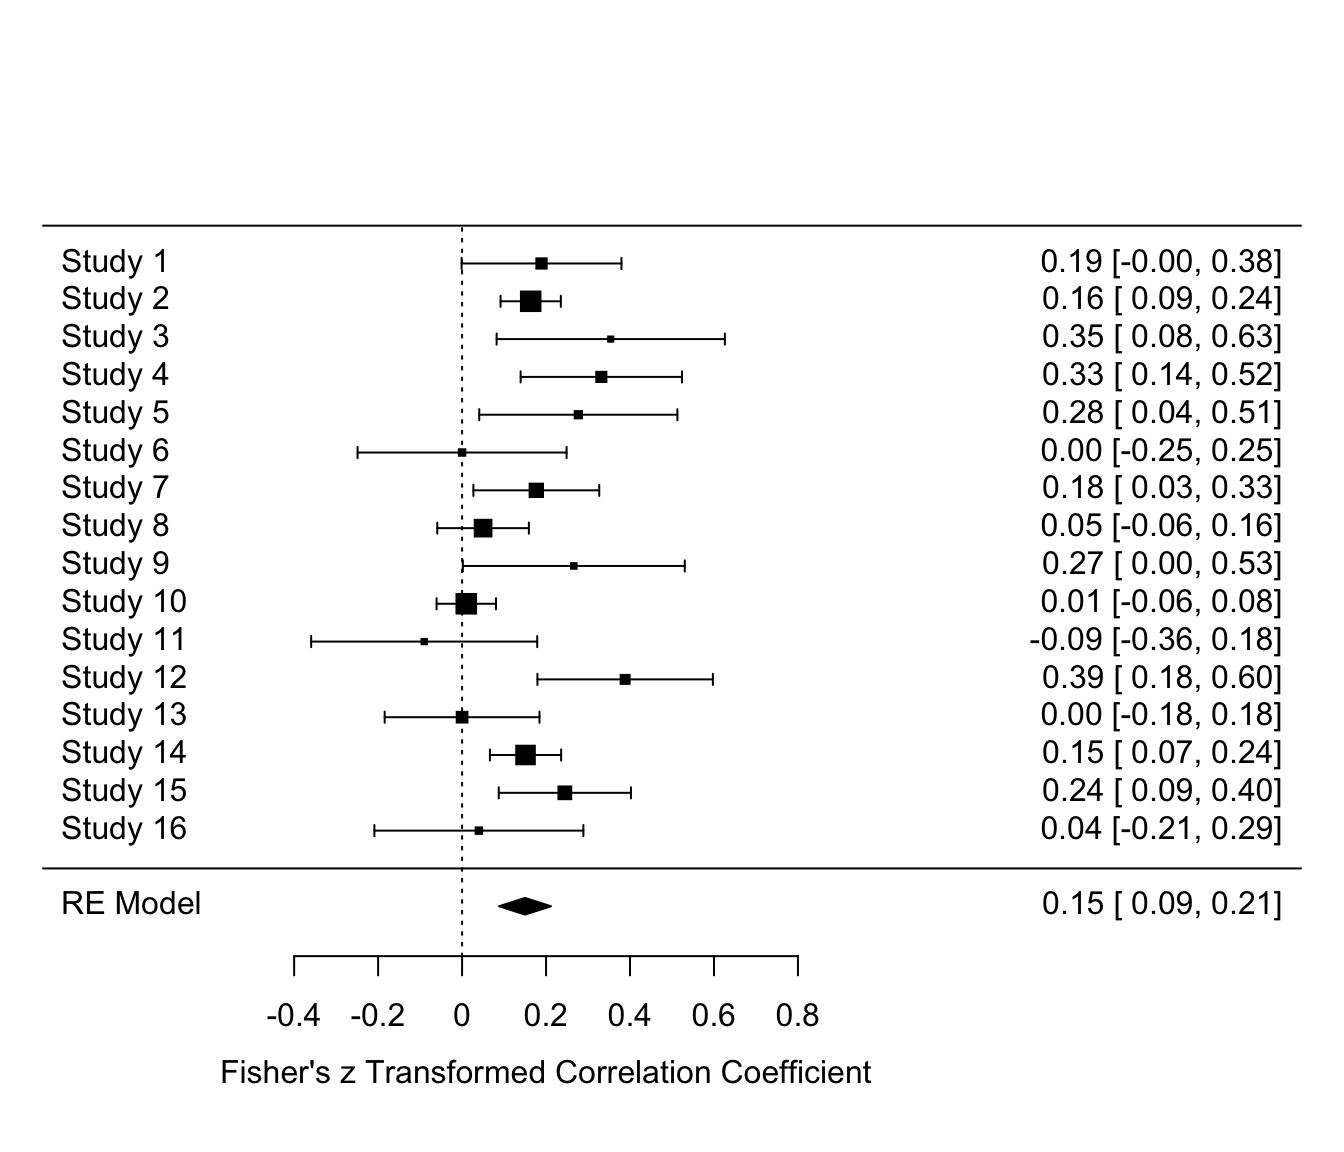 Study 1 0.19 [-0.00, 0.38]
Study 2 0.16 [ 0.09, 0.24]
Study 3 0.35 [ 0.08, 0.63]
Study 4 0.33 [ 0.14, 0.52]
Study 5 0.28 [ 0.04, 0.51]
Study 6 0.00 [-0.25, 0.25]
Study 7 0.18 [ 0.03, 0.33]
Study 8 0.05 [-0.06, 0.16]
Study 9 0.27 [ 0.00, 0.53]
Study 10 0.01 [-0.06, 0.08]
Study 11 -0.09 [-0.36, 0.18]
Study 12 0.39 [ 0.18, 0.60]
Study 13 0.00 [-0.18, 0.18]
Study 14 0.15 [ 0.07, 0.24]
Study 15 0.24 [ 0.09, 0.40]
Study 16 0.04 [-0.21, 0.29]
RE Model 0.15 [ 0.09, 0.21]
-0.4 -0.2 0 0.2 0.4 0.6 0.8
Fisher's z Transformed Correlation Coefficient